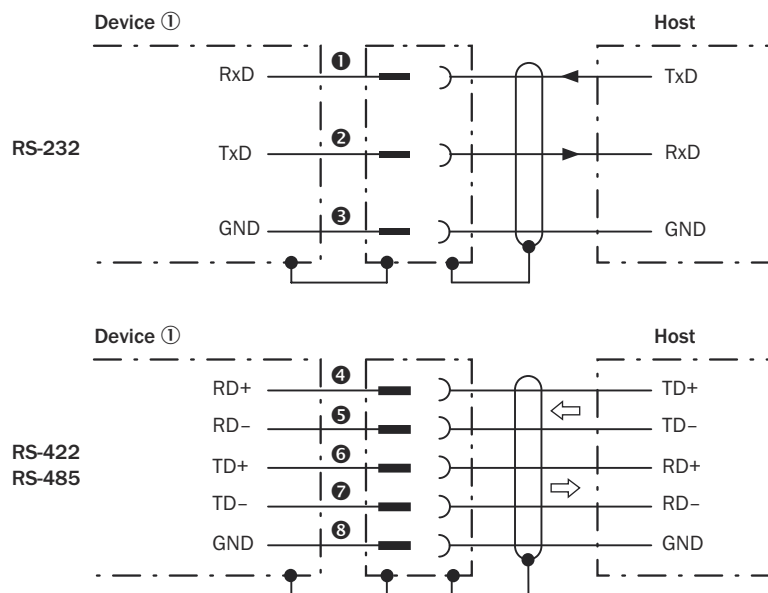 Device ① Host
RxD ❶ TxD
RS-232
TxD ❷ RxD
GND ❸ GND
Device ① Host
RD+ ❹ TD+
RD– ❺ TD–
RS-422
RS-485
TD+ ❻ RD+
TD– ❼ RD–
GND ❽ GND